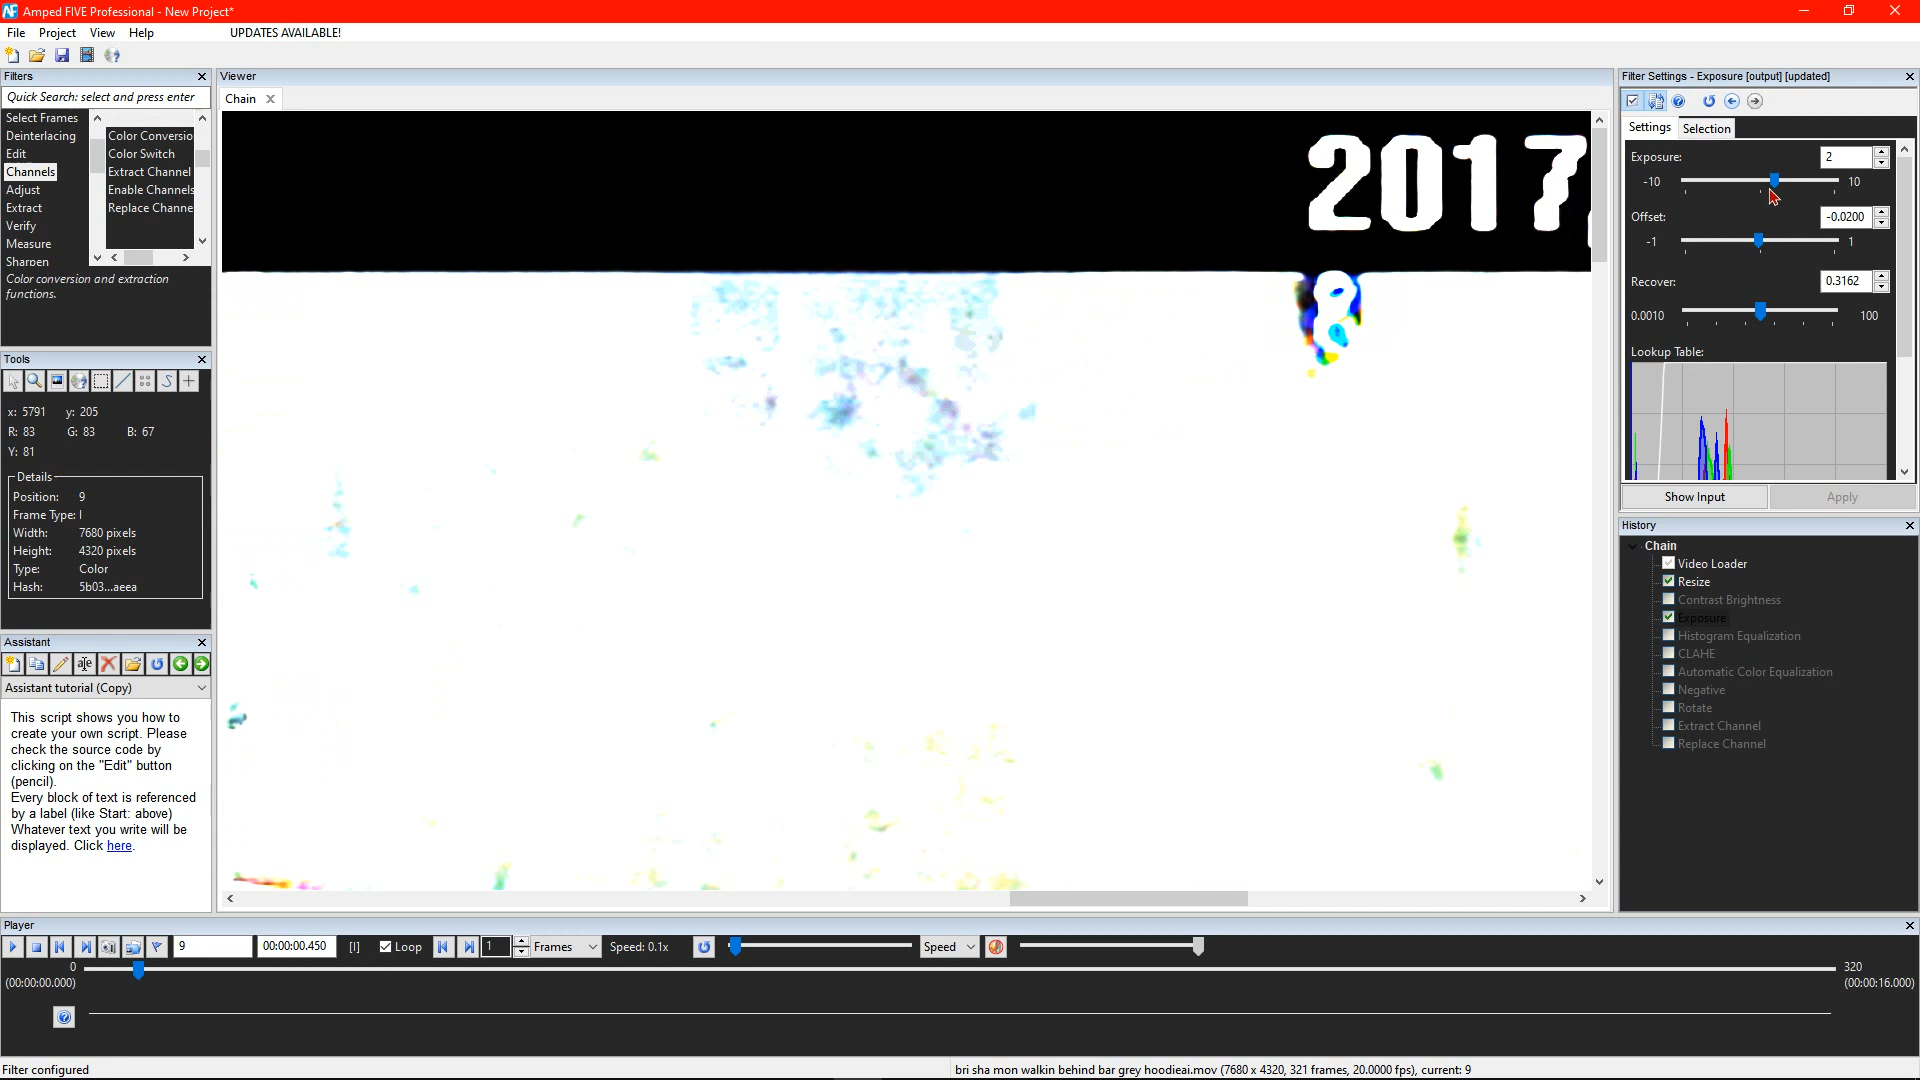 Amped FIVE Professional - New Project*
File Project View Help UPDATES AVAILABLE!
Filters
Quick Search: select and press enter
Select Frames
Deinterlacing
Edit
Channels
Adjust
Extract
Verify
Measure
Sharpen
Color Conversio
Color Switch
Extract Channel
Enable Channels
Replace Channe
Color conversion and extraction
functions.
Tools
x: 5791 y: 205
R: 83 G: 83 B: 67
Y: 81
Details
Position: 9
Frame Type: I
Width: 7680 pixels
Height: 4320 pixels
Type: Color
Hash: 5b03...aeea
Assistant
Assistant tutorial (Copy)
This script shows you how to
create your own script. Please
check the source code by
clicking on the "Edit" button
(pencil).
Every block of text is referenced
by a label (like Start: above)
Whatever text you write will be
displayed. Click here.
Viewer
Chain
2017
Filter Settings - Exposure [output] [updated]
Settings Selection
Exposure: 2
-10 10
Offset: -0.0200
-1 1
Recover: 0.3162
0.0010 100
Lookup Table:
Show Input Apply
History
Chain
Video Loader
Resize
Contrast Brightness
Exposure
Histogram Equalization
CLAHE
Automatic Color Equalization
Negative
Rotate
Extract Channel
Replace Channel
Player
9 00:00:00.450 [I] Loop 1 Frames Speed: 0.1x Speed
0 320
(00:00:00.000) (00:00:16.000)
Filter configured bri sha mon walkin behind bar grey hoodieai.mov (7680 x 4320, 321 frames, 20.0000 fps), current: 9